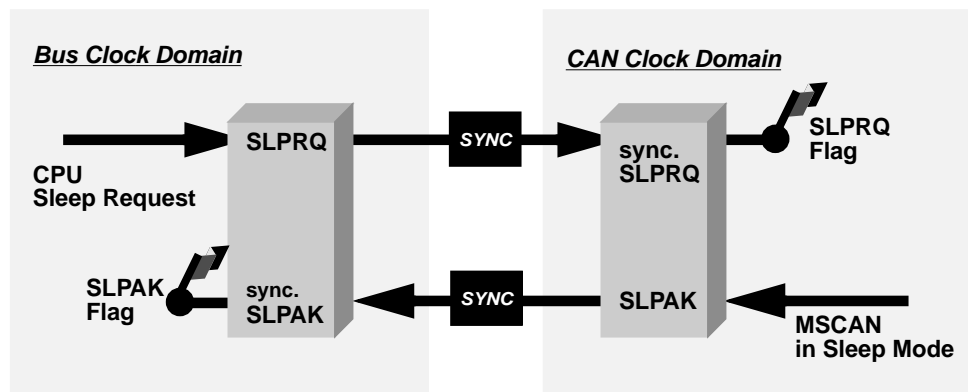 Bus Clock Domain
CAN Clock Domain
SLPRQ
SYNC
sync.
SLPRQ
SLPRQ
Flag
CPU
Sleep Request
SLPAK
Flag
sync.
SLPAK
SYNC
SLPAK
MSCAN
in Sleep Mode